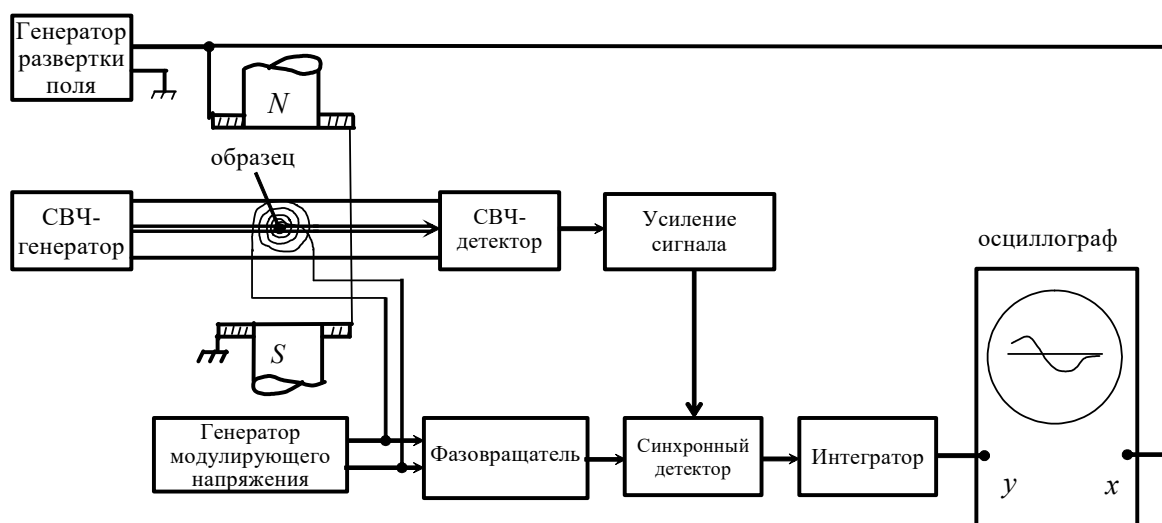 Генератор
развертки
поля
N
образец
СВЧ-
генератор
СВЧ-
детектор
Усиление
сигнала
осциллограф
S
Генератор
модулирующего
напряжения
Фазовращатель
Синхронный
детектор
Интегратор
y
x